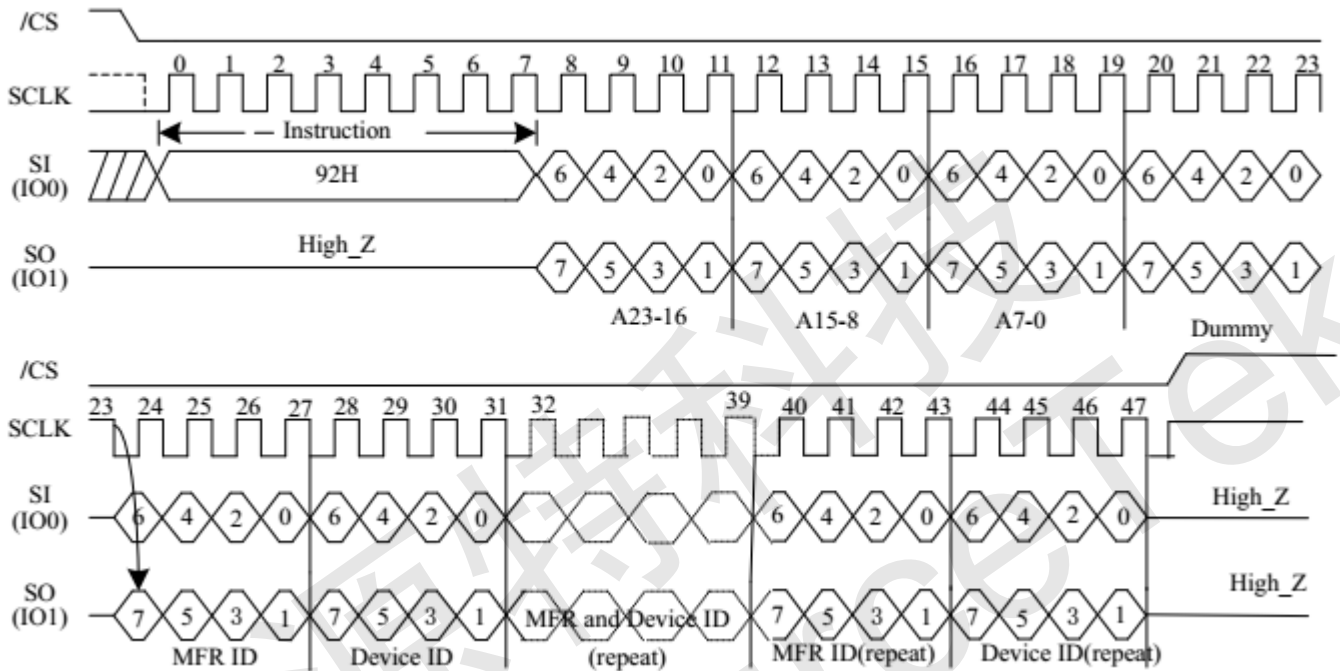 /CS
0 1 2 3 4 5 6 7 8 9 10 11 12 13 14 15 16 17 18 19 20 21 22 23
SCLK
Instruction
SI
(IO0)
92H
6 4 2 0 6 4 2 0 6 4 2 0 6 4 2 0
High_Z
SO
(IO1)
7 5 3 1 7 5 3 1 7 5 3 1 7 5 3 1
A23-16 A15-8 A7-0
Dummy
/CS
23 24 25 26 27 28 29 30 31 32 39 40 41 42 43 44 45 46 47
SCLK
SI
(IO0)
6 4 2 0 6 4 2 0 6 4 2 0 6 4 2 0
High_Z
SO
(IO1)
7 5 3 1 7 5 3 1 MFR and Device ID 7 5 3 1 7 5 3 1
High_Z
MFR ID Device ID (repeat) MFR ID(repeat) Device ID(repeat)
源特科技